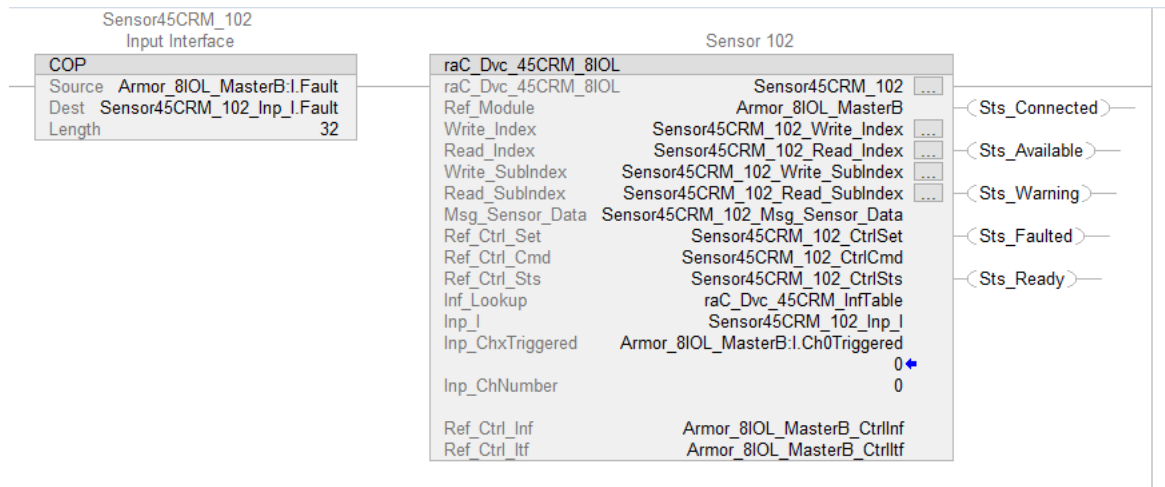 Sensor45CRM_102
Input Interface
COP
Source Armor_8IOL_MasterB:I.Fault
Dest Sensor45CRM_102_Inp_I.Fault
Length 32
Sensor 102
raC_Dvc_45CRM_8IOL
raC_Dvc_45CRM_8IOL Sensor45CRM_102 ...
Ref_Module Armor_8IOL_MasterB
Write_Index Sensor45CRM_102_Write_Index ...
Read_Index Sensor45CRM_102_Read_Index ...
Write_SubIndex Sensor45CRM_102_Write_SubIndex ...
Read_SubIndex Sensor45CRM_102_Read_SubIndex ...
Msg_Sensor_Data Sensor45CRM_102_Msg_Sensor_Data
Ref_Ctrl_Set Sensor45CRM_102_CtrlSet
Ref_Ctrl_Cmd Sensor45CRM_102_CtrlCmd
Ref_Ctrl_Sts Sensor45CRM_102_CtrlSts
Inf_Lookup raC_Dvc_45CRM_InfTable
Inp_I Sensor45CRM_102_Inp_I
Inp_ChxTriggered Armor_8IOL_MasterB:I.Ch0Triggered
0
Inp_ChNumber 0
Ref_Ctrl_Inf Armor_8IOL_MasterB_CtrlInf
Ref_Ctrl_Itf Armor_8IOL_MasterB_CtrlItf
Sts_Connected
Sts_Available
Sts_Warning
Sts_Faulted
Sts_Ready